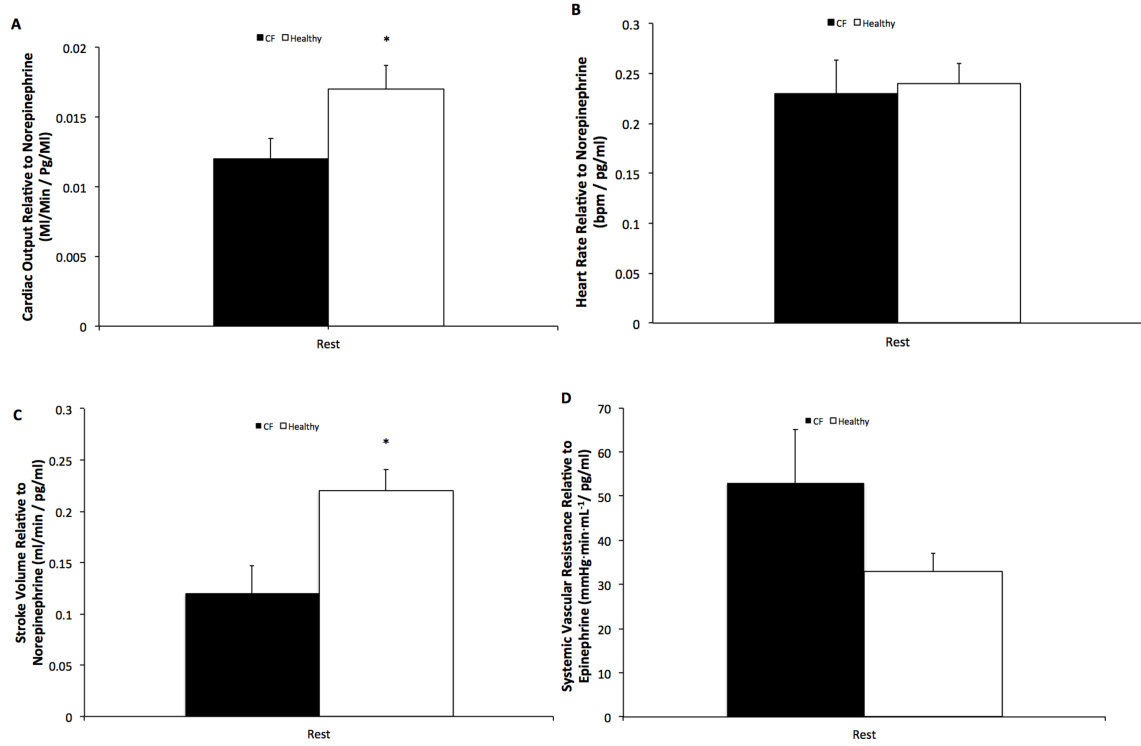 A
CF Healthy
*
Cardiac Output Relative to Norepinephrine
(Ml/Min / Pg/Ml)
0.02
0.015
0.01
0.005
0
Rest
B
CF Healthy
Heart Rate Relative to Norepinephrine
(bpm / pg/ml)
0.3
0.25
0.2
0.15
0.1
0.05
0
Rest
C
CF Healthy
*
Stroke Volume Relative to
Norepinephrine (ml/min / pg/ml)
0.3
0.25
0.2
0.15
0.1
0.05
0
Rest
D
CF Healthy
Systemic Vascular Resistance Relative to
Epinephrine (mmHg·min·mL⁻¹/ pg/ml)
70
60
50
40
30
20
10
0
Rest